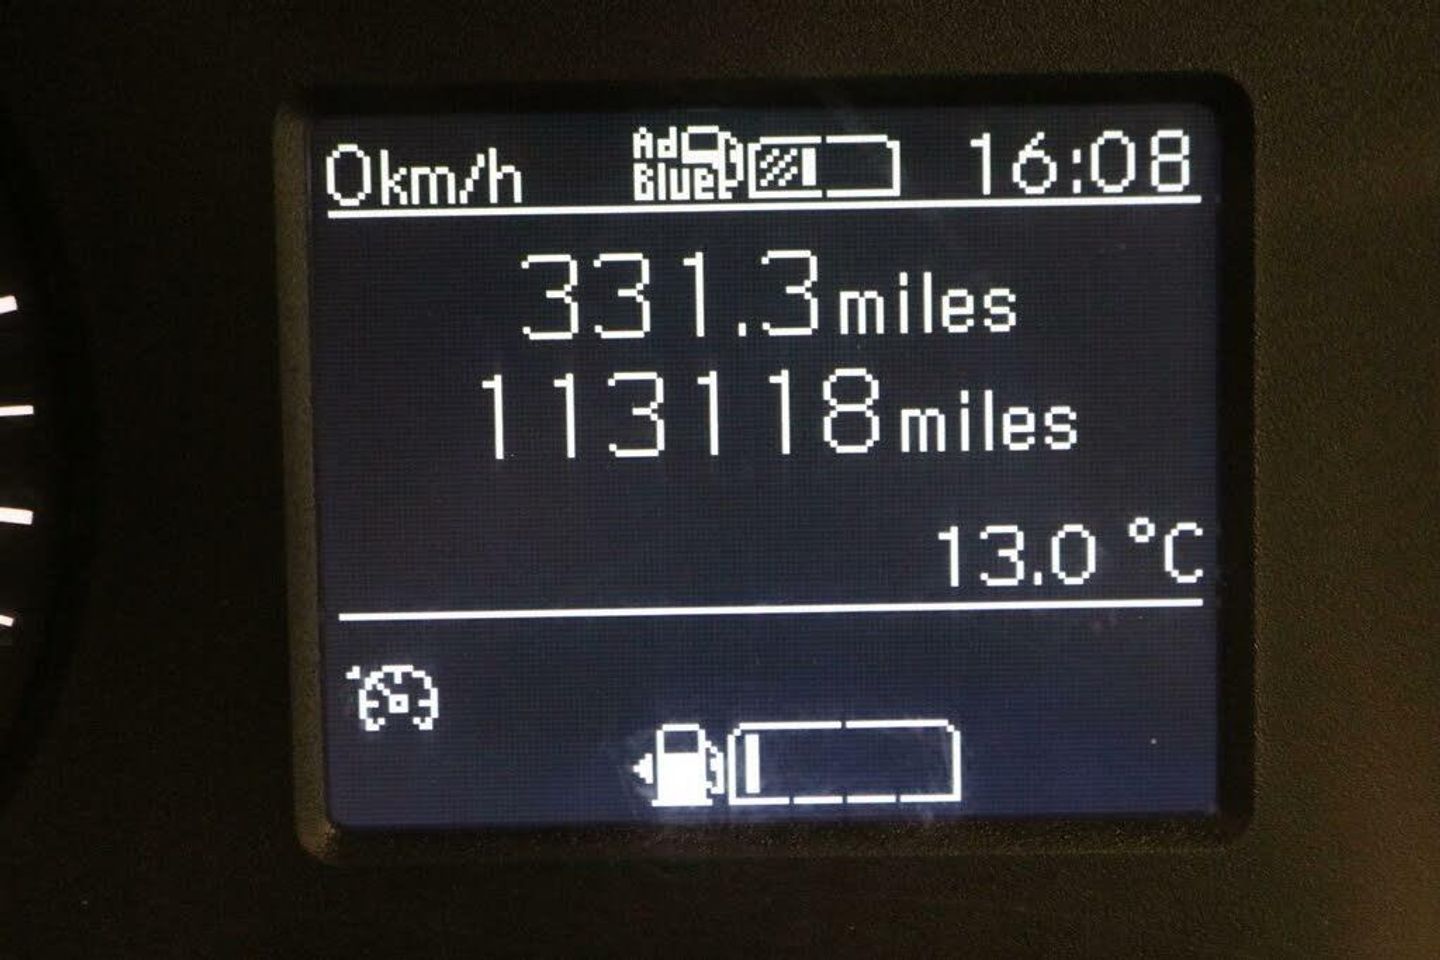 0km/h Ad Blue 16:08
331.3miles
113118miles
13.0 °C